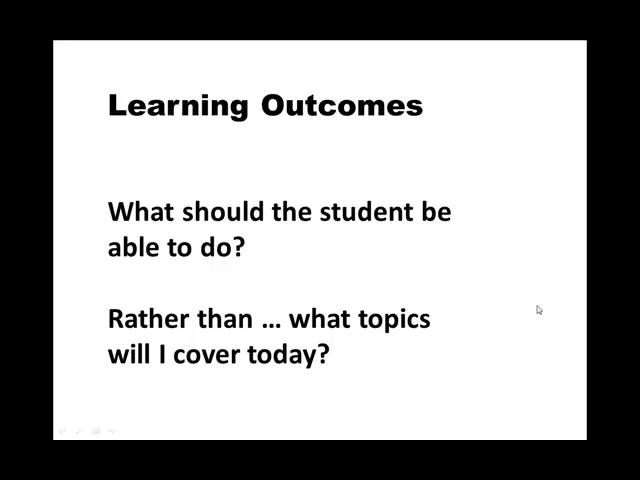 Learning Outcomes
What should the student be
able to do?
Rather than … what topics
will I cover today?